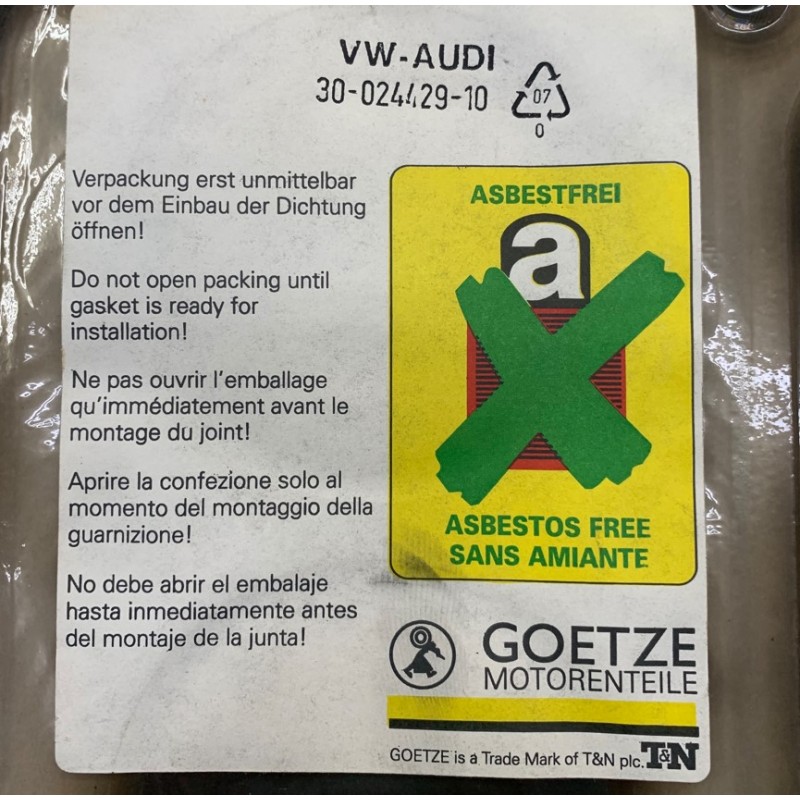 VW-AUDI
30-024429-10
07
0
Verpackung erst unmittelbar
vor dem Einbau der Dichtung
öffnen!
Do not open packing until
gasket is ready for
installation!
Ne pas ouvrir l'emballage
qu'immédiatement avant le
montage du joint!
Aprire la confezione solo al
momento del montaggio della
guarnizione!
No debe abrir el embalaje
hasta inmediatamente antes
del montaje de la junta!
ASBESTFREI
a
ASBESTOS FREE
SANS AMIANTE
GOETZE
MOTORENTEILE
GOETZE is a Trade Mark of T&N plc. T&N